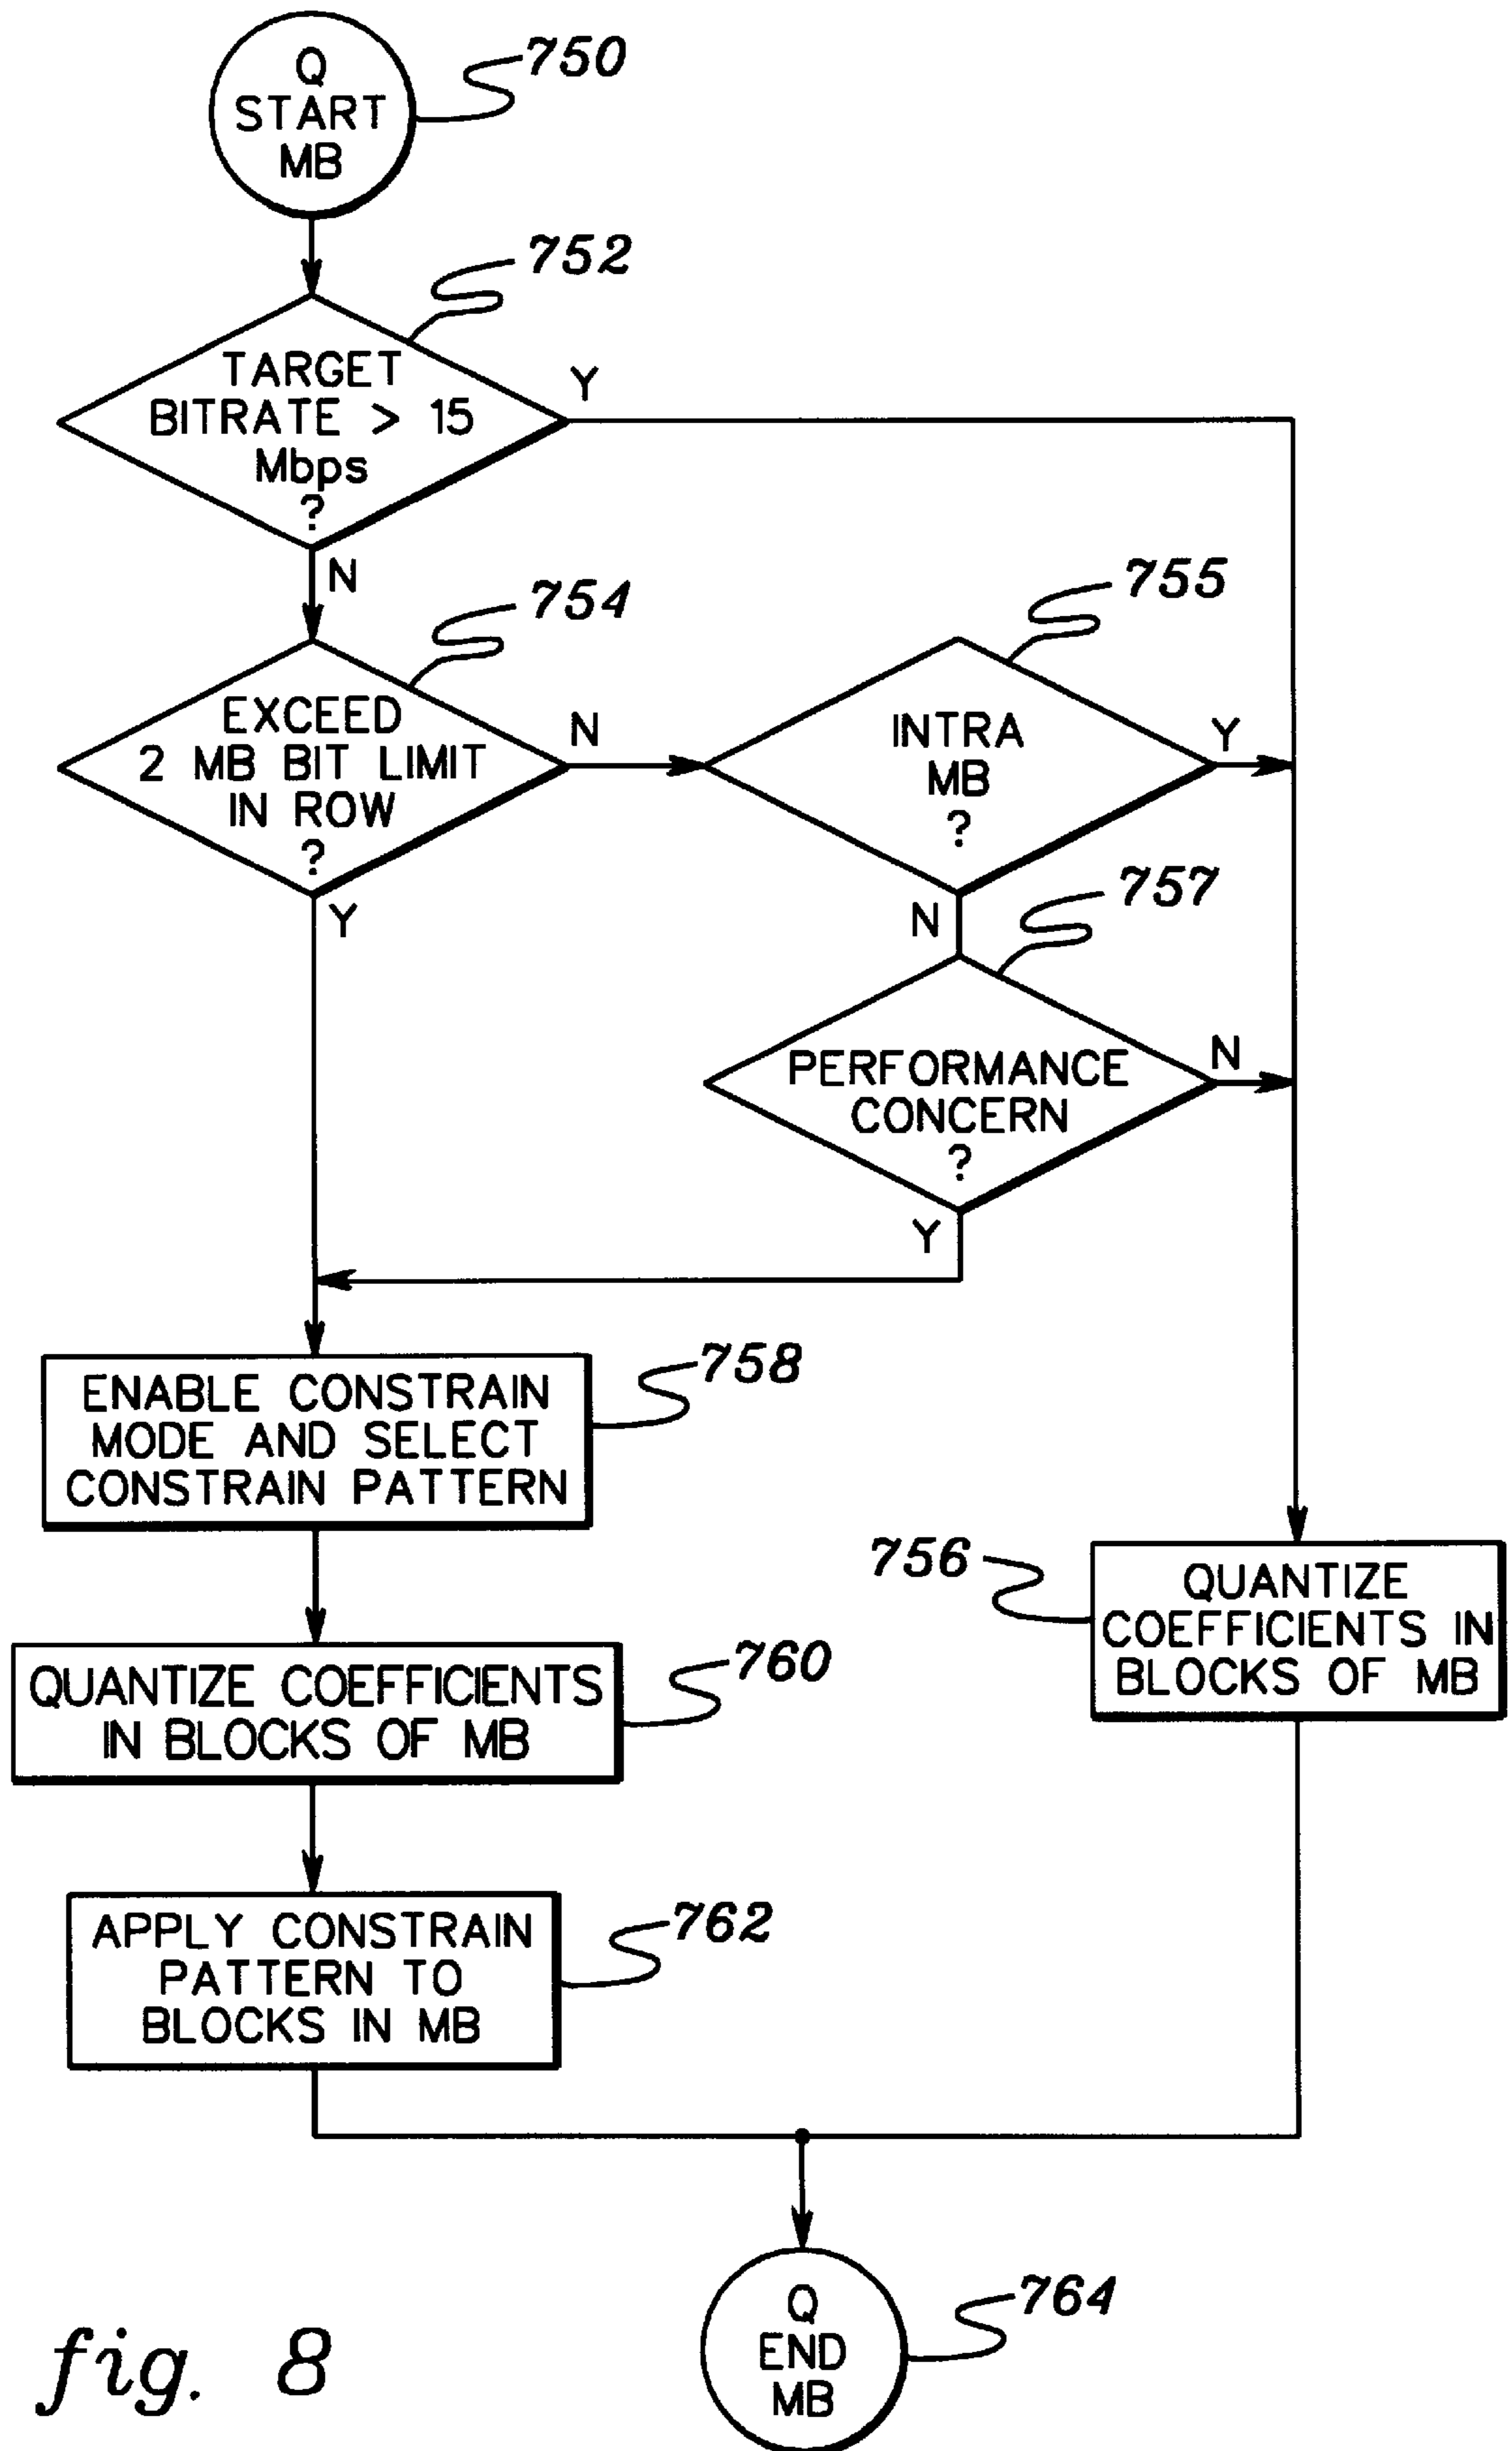 Q
START
MB
750
TARGET
BITRATE > 15
Mbps
?
752
Y
N
EXCEED
2 MB BIT LIMIT
IN ROW
?
754
N
Y
INTRA
MB
?
755
Y
N
PERFORMANCE
CONCERN
?
757
N
Y
ENABLE CONSTRAIN
MODE AND SELECT
CONSTRAIN PATTERN
758
QUANTIZE COEFFICIENTS
IN BLOCKS OF MB
760
756
QUANTIZE
COEFFICIENTS IN
BLOCKS OF MB
APPLY CONSTRAIN
PATTERN TO
BLOCKS IN MB
762
Q
END
MB
764
fig. 8